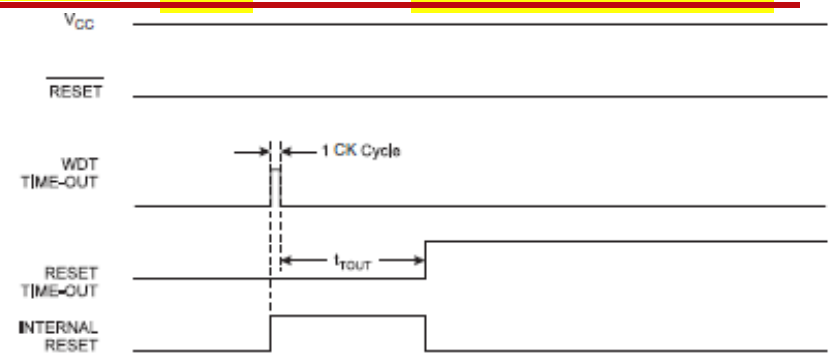 VCC
RESET
1 CK Cycle
WDT
TIME-OUT
tTOUT
RESET
TIME-OUT
INTERNAL
RESET